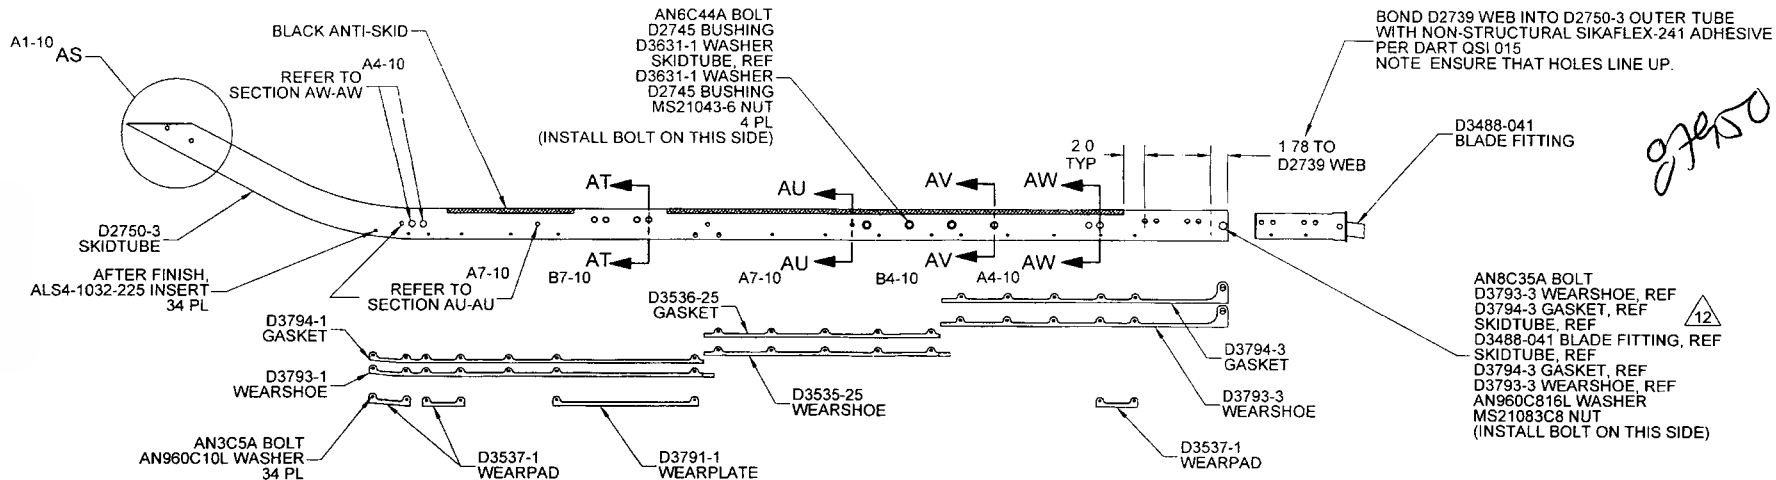 A1-10
AS
BLACK ANTI-SKID
REFER TO
SECTION AW-AW
A4-10
AN6C44A BOLT
D2745 BUSHING
D3631-1 WASHER
SKIDTUBE, REF
D3631-1 WASHER
D2745 BUSHING
MS21043-6 NUT
4 PL
(INSTALL BOLT ON THIS SIDE)
BOND D2739 WEB INTO D2750-3 OUTER TUBE
WITH NON-STRUCTURAL SIKAFLEX-241 ADHESIVE
PER DART QSI 015
NOTE ENSURE THAT HOLES LINE UP.
D3488-041
BLADE FITTING
2 0
TYP
1 78 TO
D2739 WEB
AT
AU
AV
AW
D2750-3
SKIDTUBE
AFTER FINISH,
ALS4-1032-225 INSERT
34 PL
REFER TO
SECTION AU-AU
A7-10
B7-10
AT
A7-10
AU
B4-10
AV
A4-10
AW
D3794-1
GASKET
D3793-1
WEARSHOE
AN3C5A BOLT
AN960C10L WASHER
34 PL
D3537-1
WEARPAD
D3791-1
WEARPLATE
D3536-25
GASKET
D3535-25
WEARSHOE
D3794-3
GASKET
D3793-3
WEARSHOE
D3537-1
WEARPAD
AN8C35A BOLT
D3793-3 WEARSHOE, REF
D3794-3 GASKET, REF
SKIDTUBE, REF
D3488-041 BLADE FITTING, REF
SKIDTUBE, REF
D3794-3 GASKET, REF
D3793-3 WEARSHOE, REF
AN960C816L WASHER
MS21083C8 NUT
(INSTALL BOLT ON THIS SIDE)
12